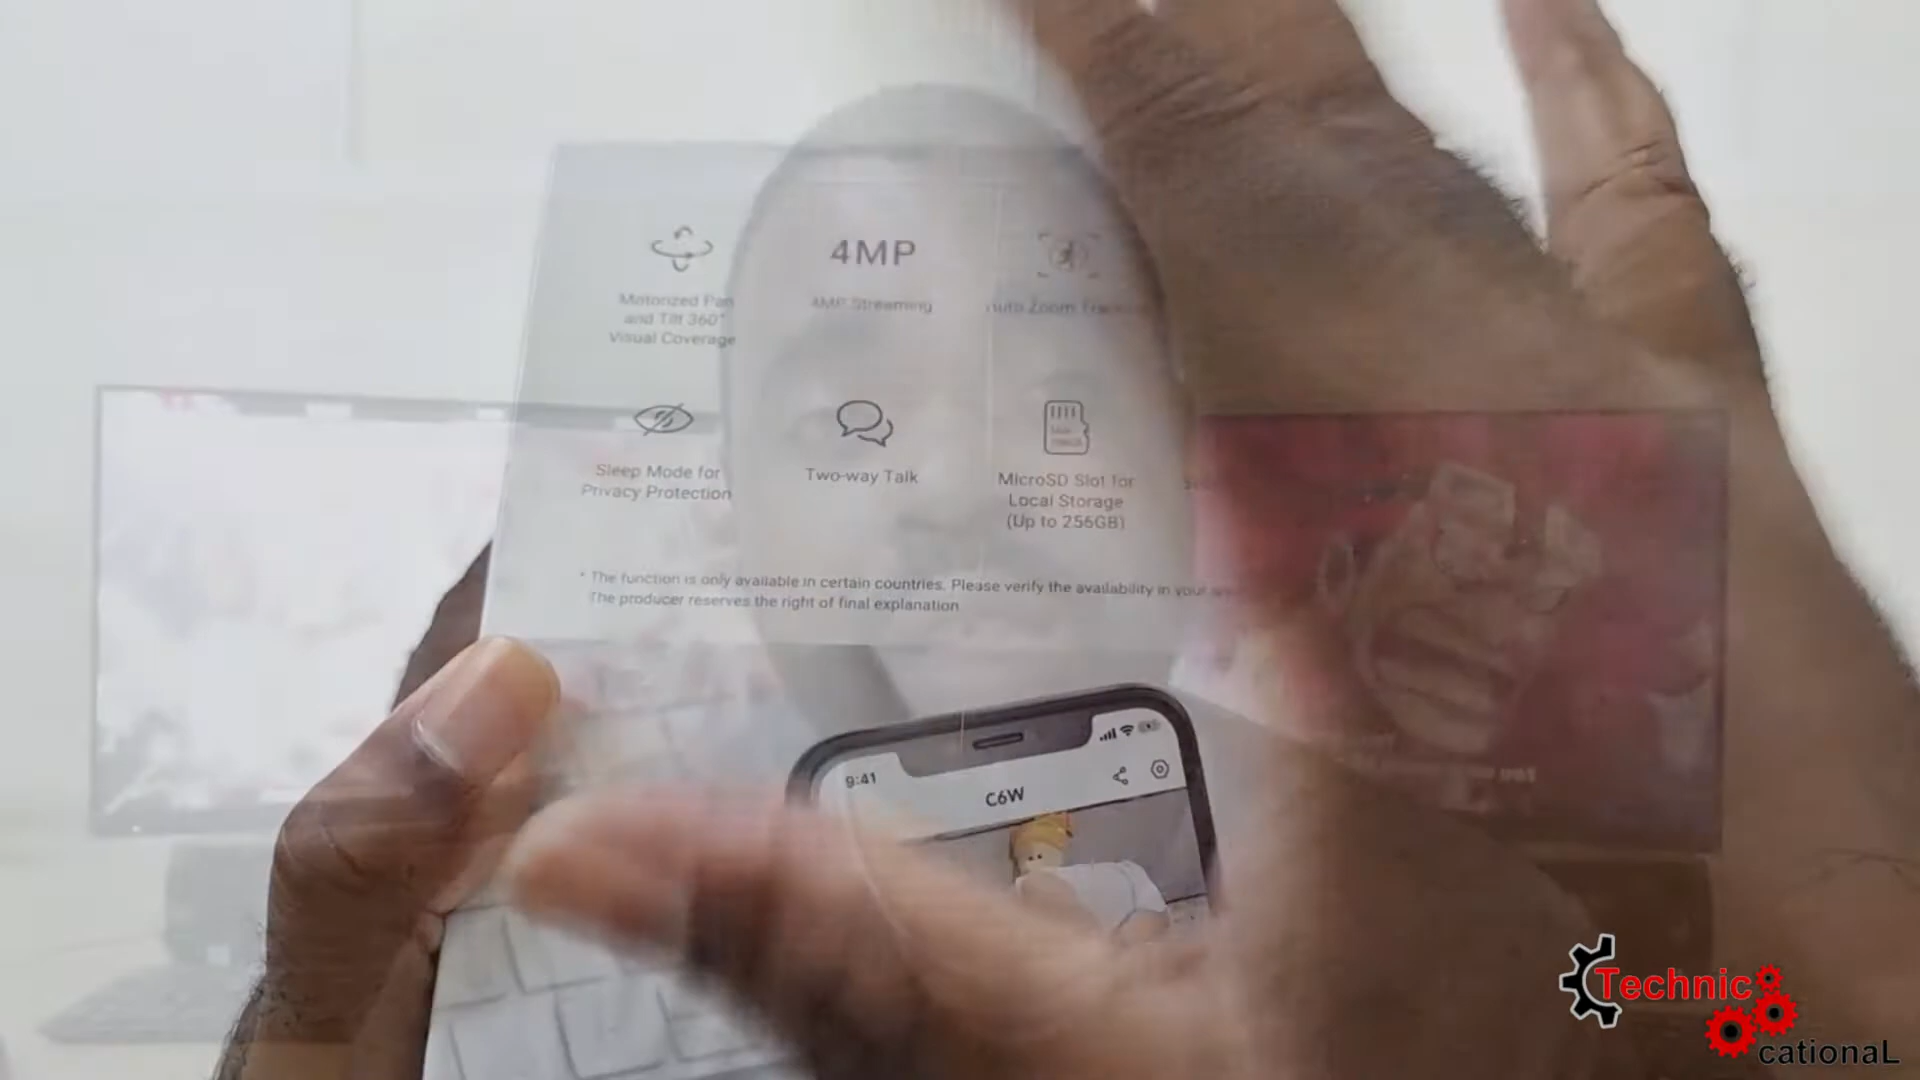 4MP
Motorized Pan
and Tilt 360°
Visual Coverage
4MP Streaming
Auto Zoom
Sleep Mode for
Privacy Protection
Two-way Talk
MicroSD Slot for
Local Storage
(Up to 256GB)
* The function is only available in certain countries. Please verify the availability in your
The producer reserves the right of final explanation
9:41
C6W
Technic
cationaL